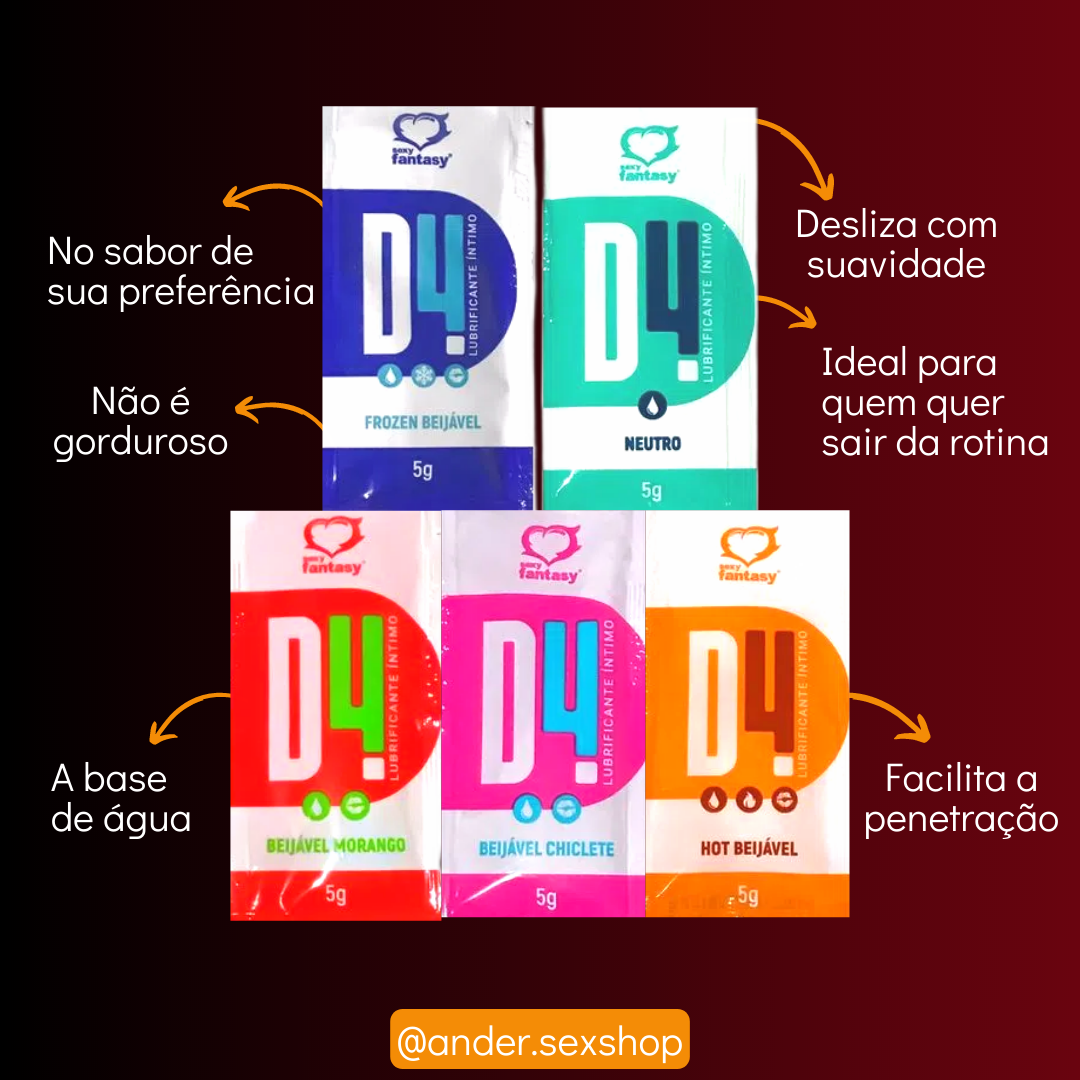 sexy
fantasy
D4
LUBRIFICANTE ÍNTIMO
FROZEN BEIJÁVEL
5g
sexy
fantasy
D4
LUBRIFICANTE ÍNTIMO
NEUTRO
5g
No sabor de
sua preferência
Não é
gorduroso
Desliza com
suavidade
Ideal para
quem quer
sair da rotina
sexy
fantasy
D4
LUBRIFICANTE ÍNTIMO
BEIJÁVEL MORANGO
5g
sexy
fantasy
D4
LUBRIFICANTE ÍNTIMO
BEIJÁVEL CHICLETE
5g
sexy
fantasy
D4
LUBRIFICANTE ÍNTIMO
HOT BEIJÁVEL
5g
A base
de água
Facilita a
penetração
@ander.sexshop